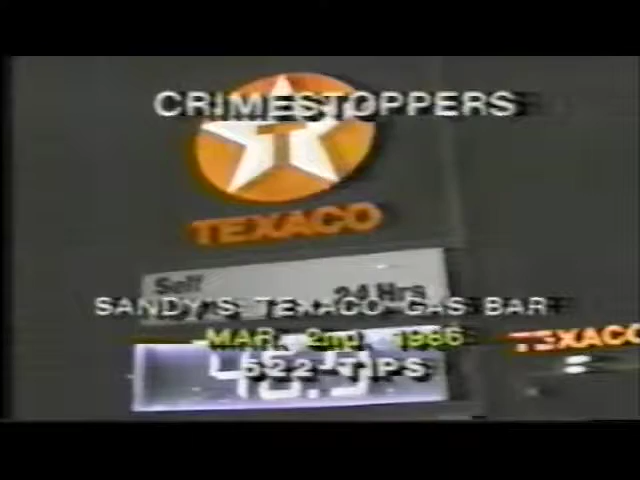 CRIMESTOPPERS
T
TEXACO
Self
24 Hrs
SANDY'S TEXACO GAS BAR
MAR. 2nd, 1986
TEXACO
522-TIPS